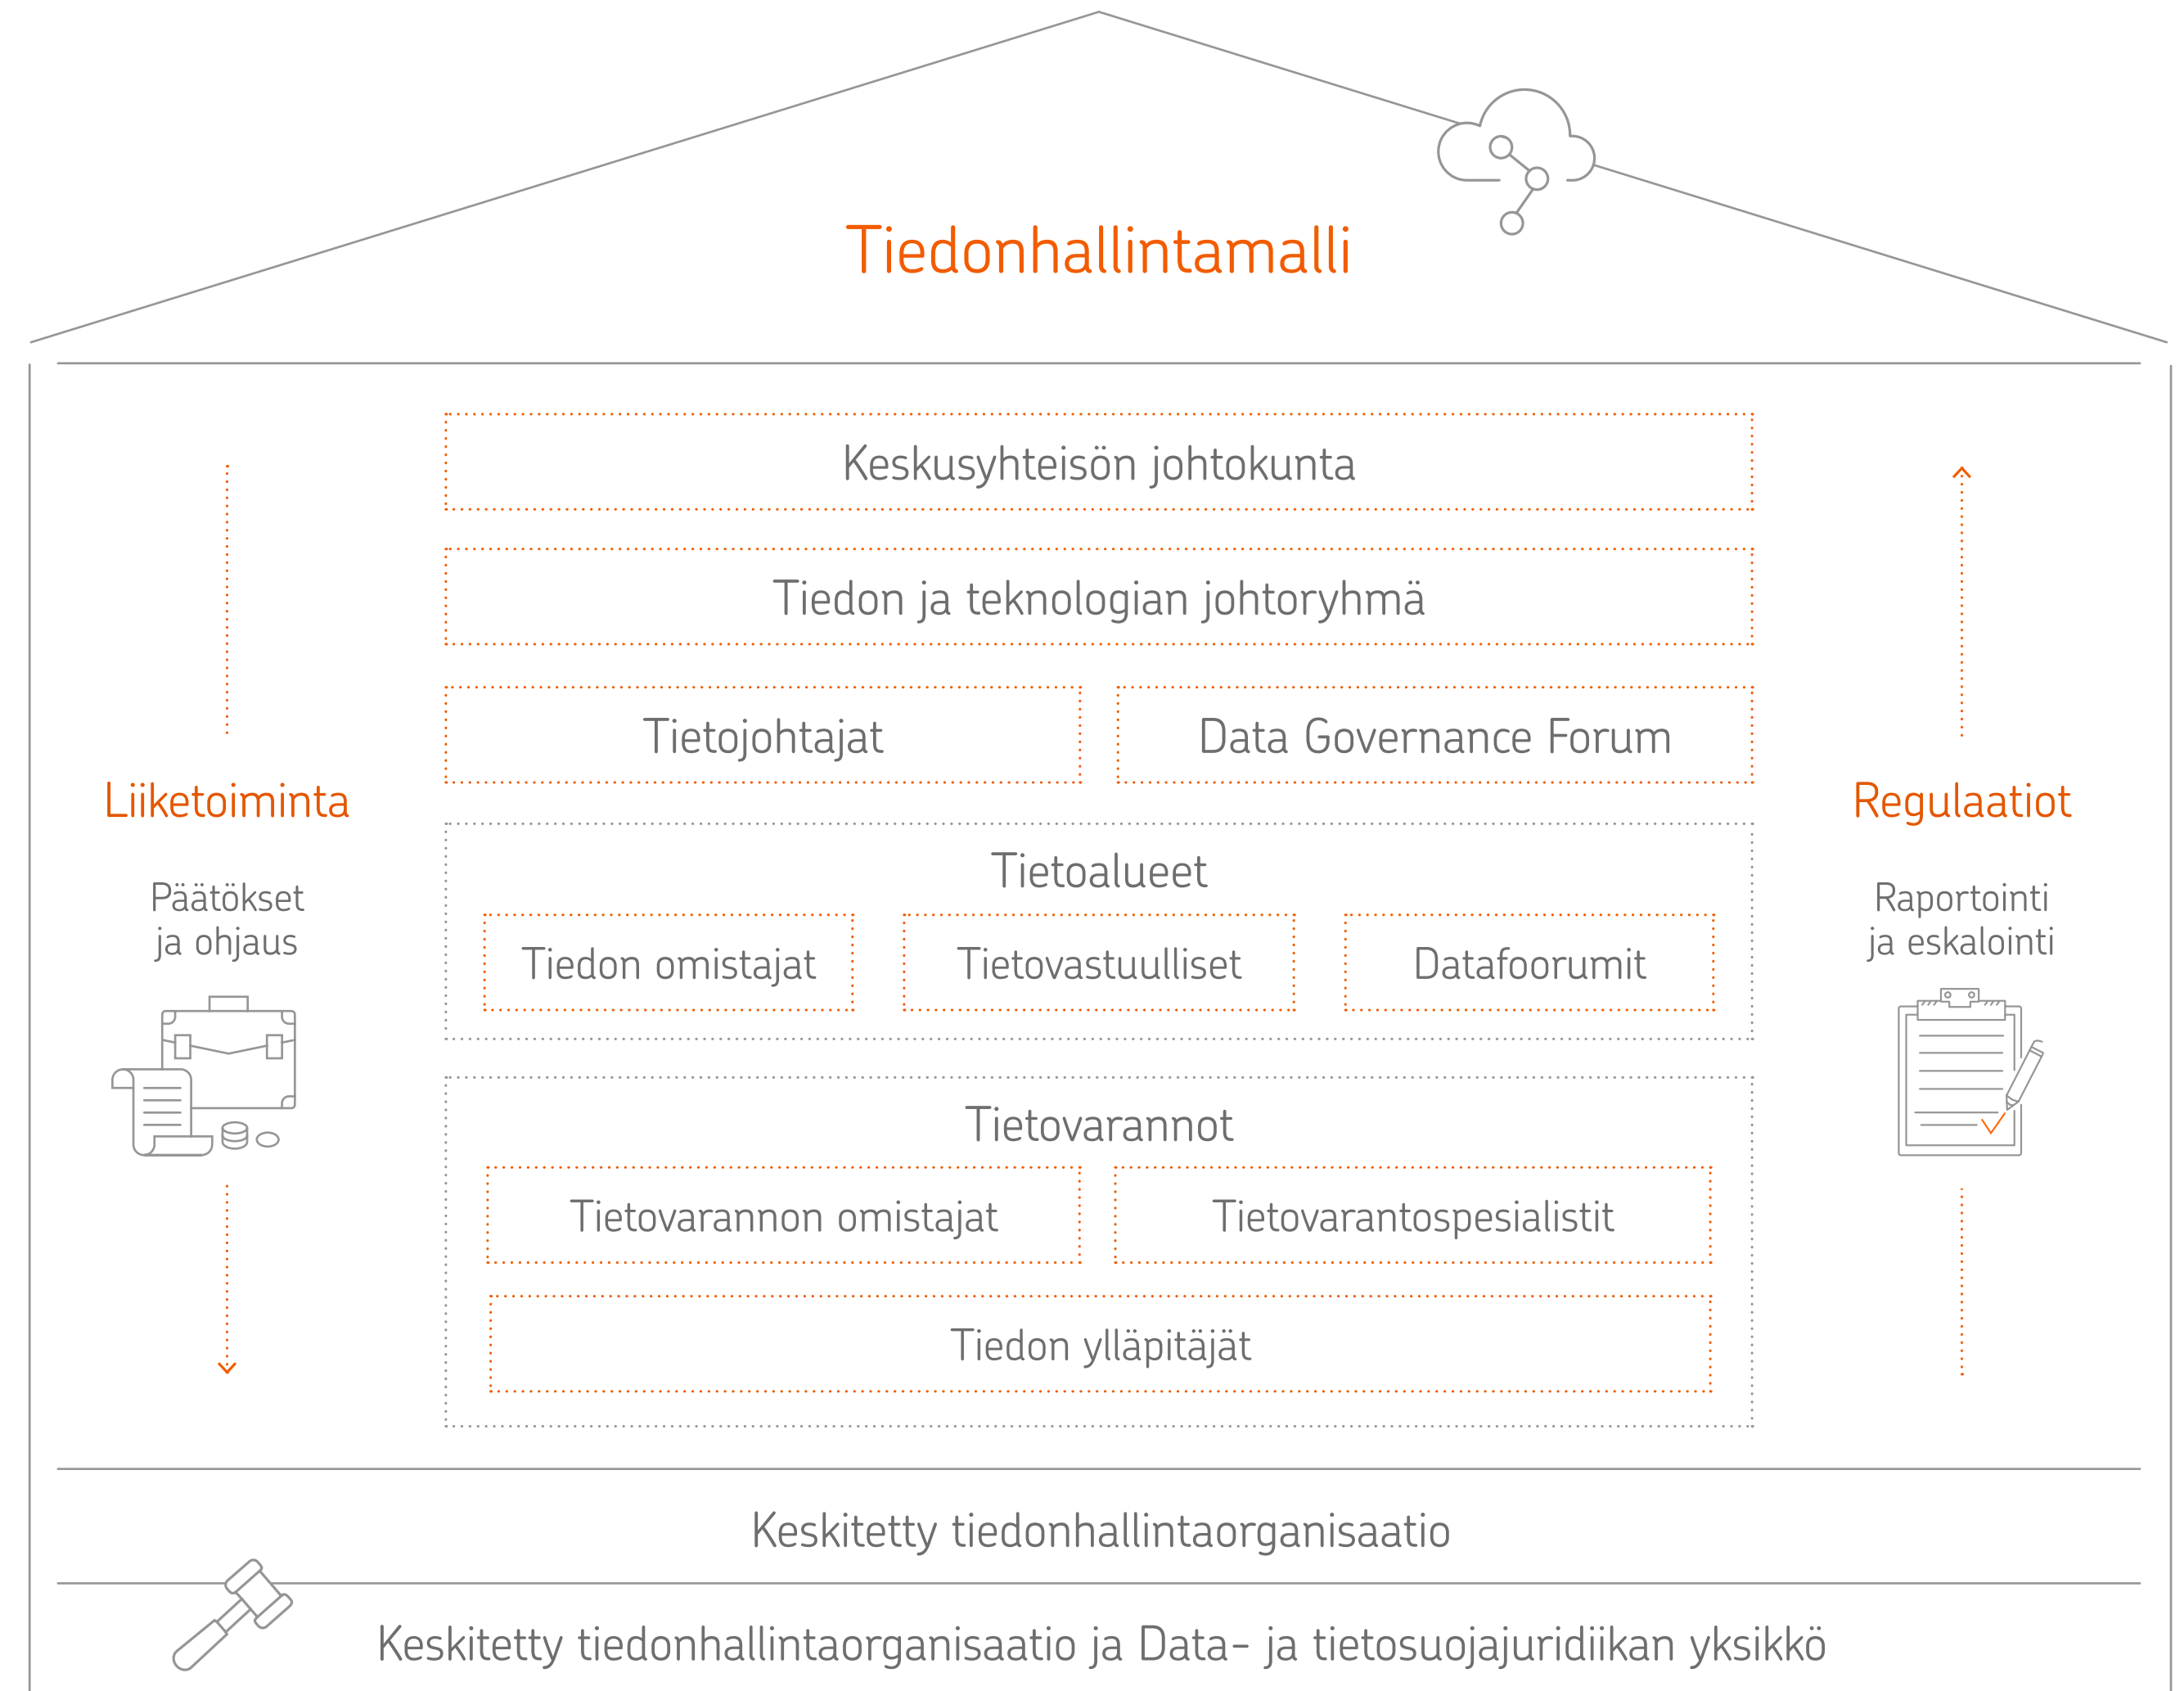 Tiedonhallintamalli
Keskusyhteisön johtokunta
Tiedon ja teknologian johtoryhmä
Tietojohtajat
Data Governance Forum
Liiketoiminta
Päätökset
ja ohjaus
Regulaatiot
Raportointi
ja eskalointi
Tietoalueet
Tiedon omistajat
Tietovastuulliset
Datafoorumit
Tietovarannot
Tietovarannon omistajat
Tietovarantospesialistit
Tiedon ylläpitäjät
Keskitetty tiedonhallintaorganisaatio
Keskitetty tiedonhallintaorganisaatio ja Data- ja tietosuojajuridiikan yksikkö